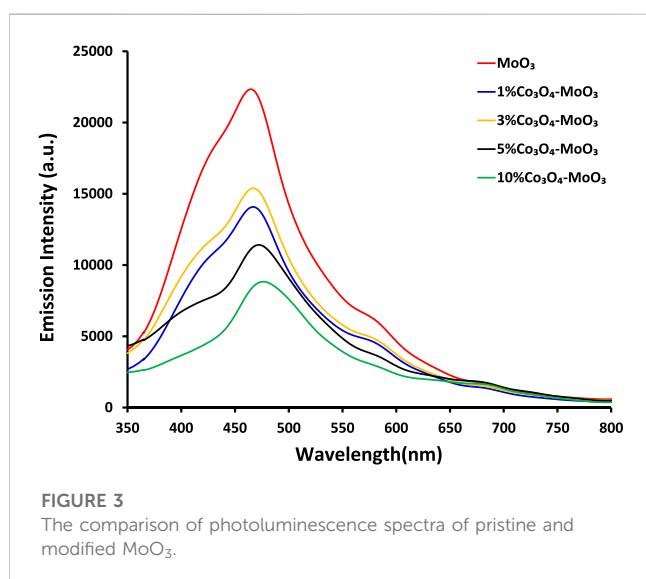 25000
20000
15000
10000
5000
0
Emission Intensity (a.u.)
MoO₃
1%Co₃O₄-MoO₃
3%Co₃O₄-MoO₃
5%Co₃O₄-MoO₃
10%Co₃O₄-MoO₃
350 400 450 500 550 600 650 700 750 800
Wavelength(nm)
FIGURE 3
The comparison of photoluminescence spectra of pristine and
modified MoO₃.